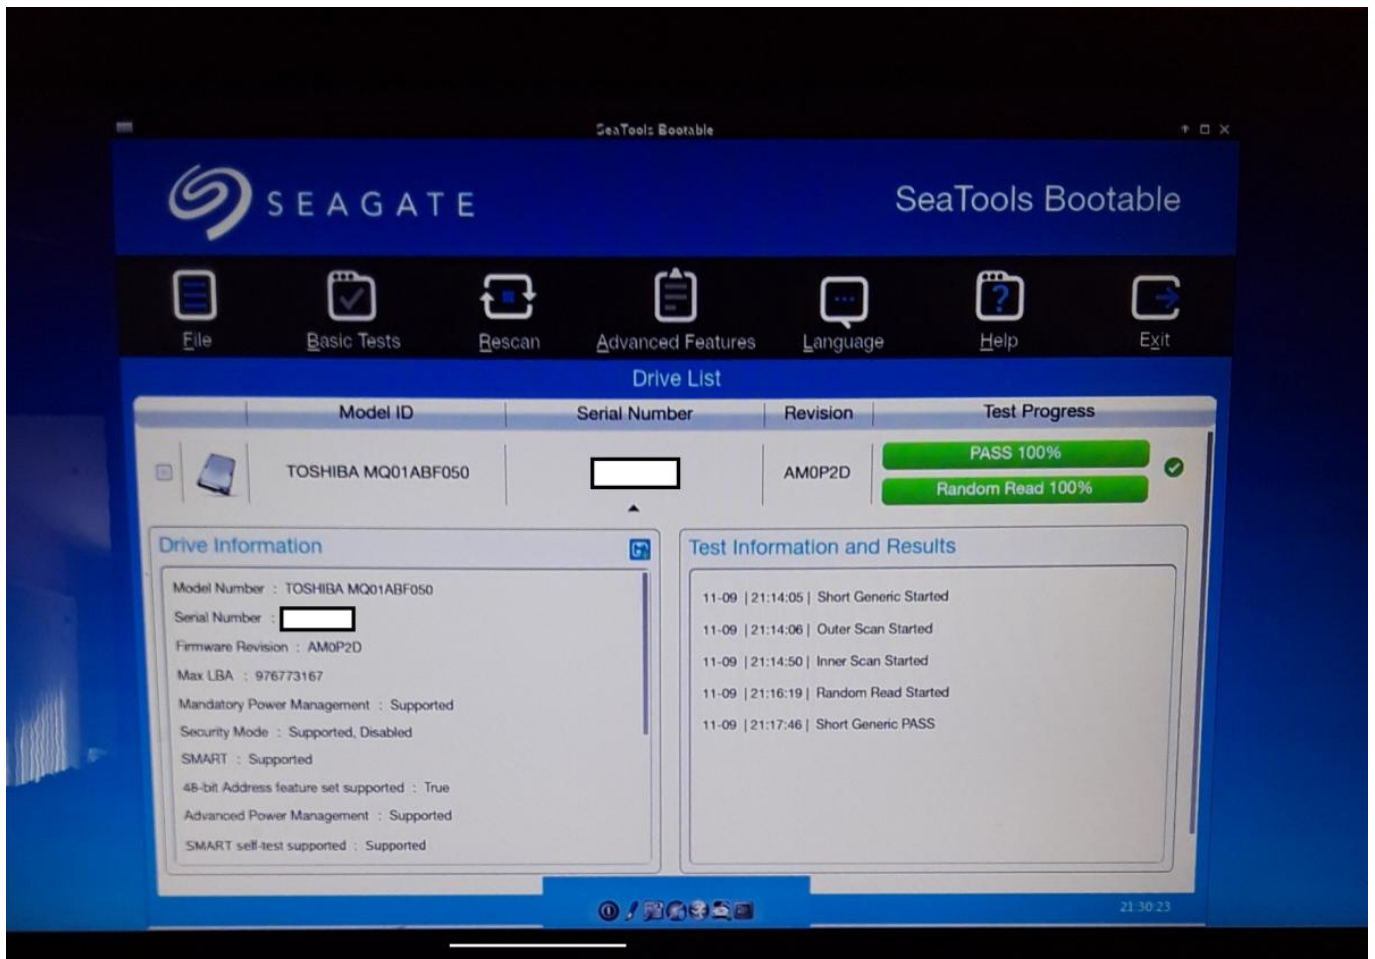 SeaTools Bootable
SEAGATE
SeaTools Bootable
File
Basic Tests
Rescan
Advanced Features
Language
Help
Exit
Drive List
Model ID
Serial Number
Revision
Test Progress
TOSHIBA MQ01ABF050
AM0P2D
PASS 100%
Random Read 100%
Drive Information
Model Number : TOSHIBA MQ01ABF050
Serial Number :
Firmware Revision : AM0P2D
Max LBA : 976773167
Mandatory Power Management : Supported
Security Mode : Supported, Disabled
SMART : Supported
48-bit Address feature set supported : True
Advanced Power Management : Supported
SMART self-test supported : Supported
Test Information and Results
11-09 | 21:14:05 | Short Generic Started
11-09 | 21:14:06 | Outer Scan Started
11-09 | 21:14:50 | Inner Scan Started
11-09 | 21:16:19 | Random Read Started
11-09 | 21:17:46 | Short Generic PASS
21:30:23